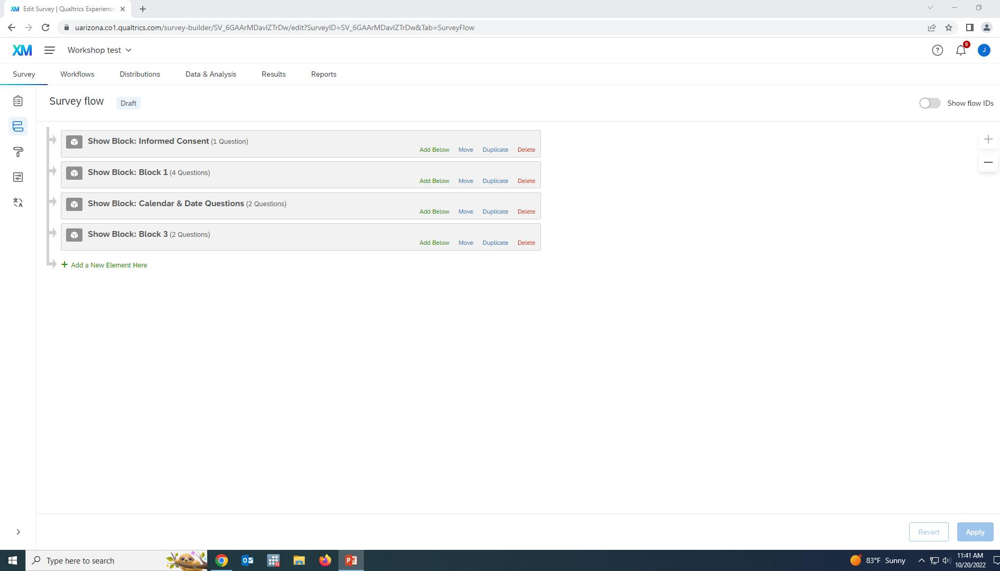 XM Edit Survey | Qualtrics Experience
uarizona.co1.qualtrics.com/survey-builder/SV_6GAArMDavIZTrDw/edit?SurveyID=SV_6GAArMDavIZTrDw&Tab=SurveyFlow
XM Workshop test 6 J
Survey Workflows Distributions Data & Analysis Results Reports
Survey flow Draft Show flow IDs
Show Block: Informed Consent (1 Question)
Add Below Move Duplicate Delete
Show Block: Block 1 (4 Questions)
Add Below Move Duplicate Delete
Show Block: Calendar & Date Questions (2 Questions)
Add Below Move Duplicate Delete
Show Block: Block 3 (2 Questions)
Add Below Move Duplicate Delete
+ Add a New Element Here
Revert Apply
Type here to search
83°F Sunny
11:41 AM
10/20/2022